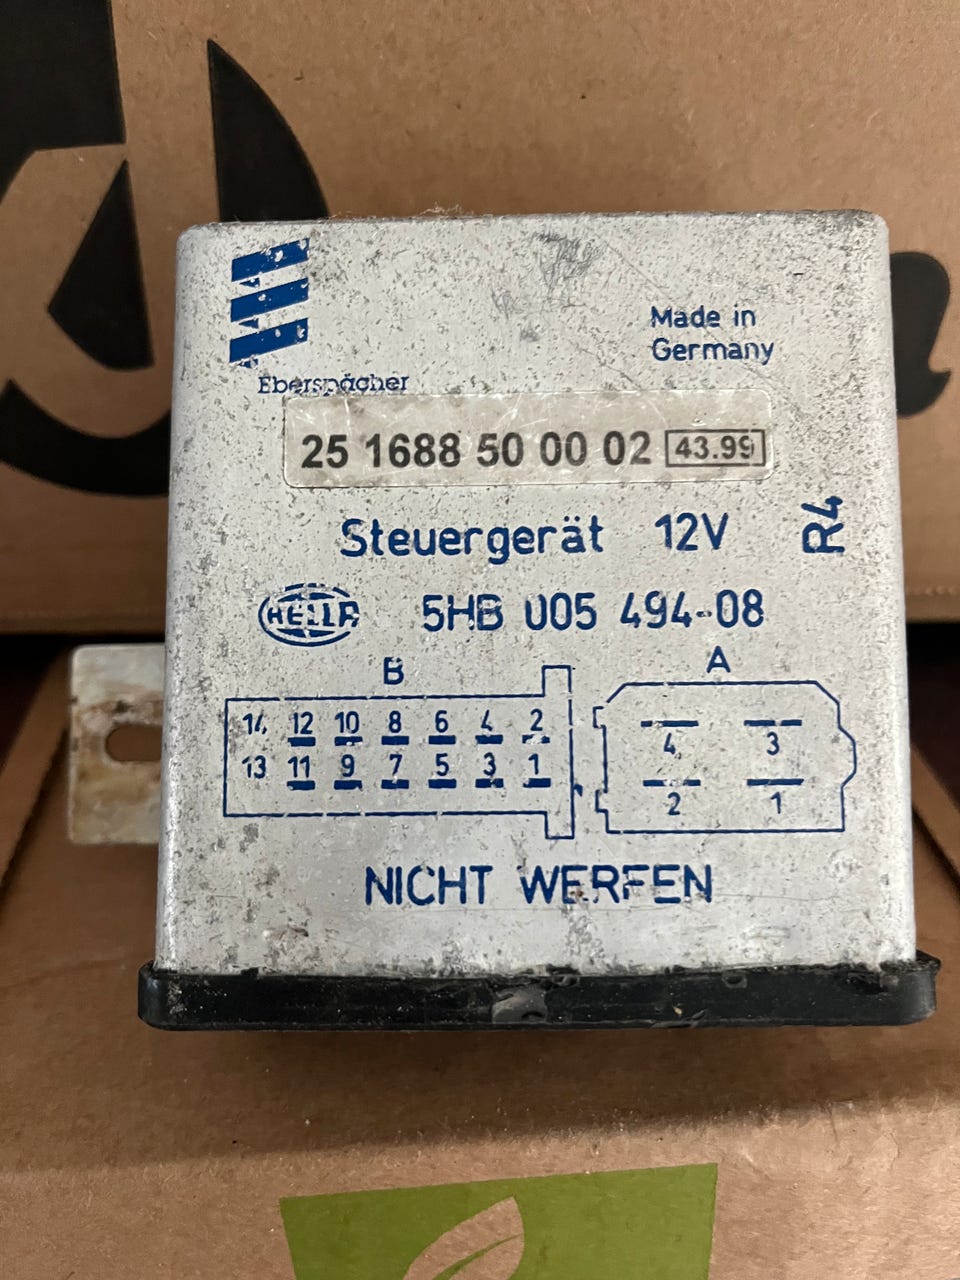 Made in
Germany
Eberspächer
25 1688 50 00 02 43.99
Steuergerät 12V R4
HELLA 5HB 005 494-08
B A
14 12 10 8 6 4 2
13 11 9 7 5 3 1
4 3
2 1
NICHT WERFEN